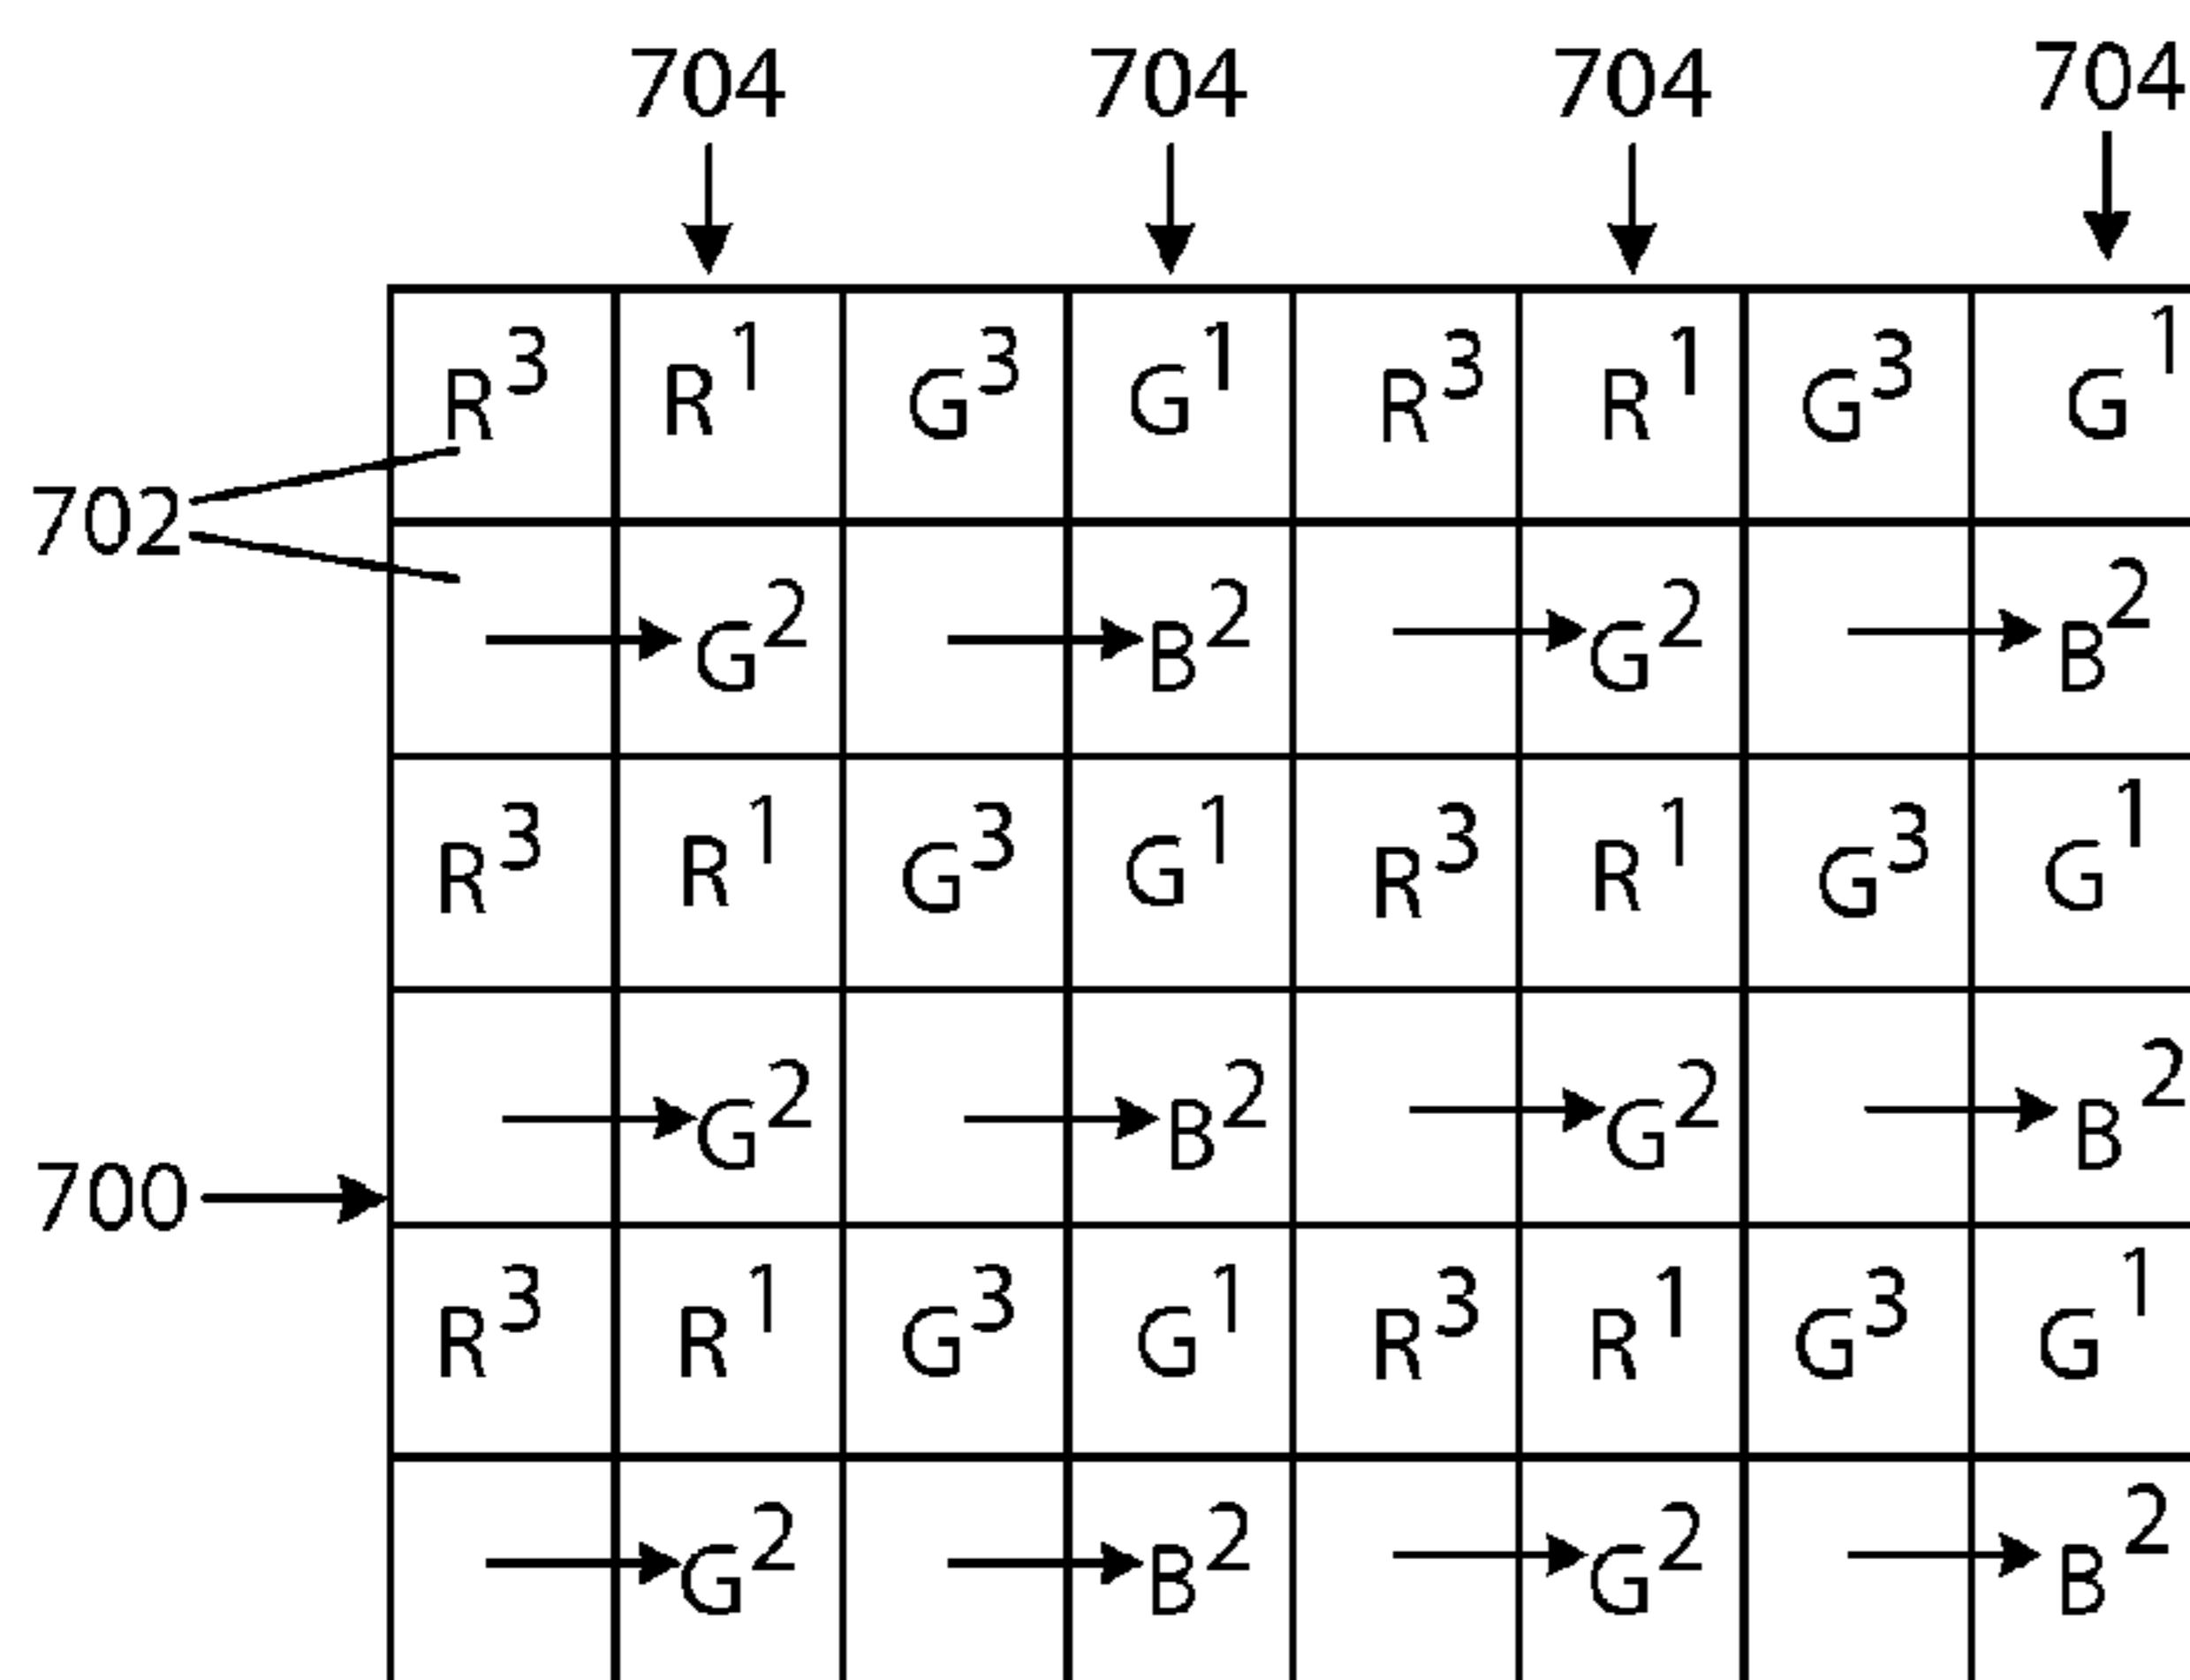 704 704 704 704
R³ R¹ G³ G¹ R³ R¹ G³ G¹
702
G² B² G² B²
R³ R¹ G³ G¹ R³ R¹ G³ G¹
G² B² G² B²
700
R³ R¹ G³ G¹ R³ R¹ G³ G¹
G² B² G² B²